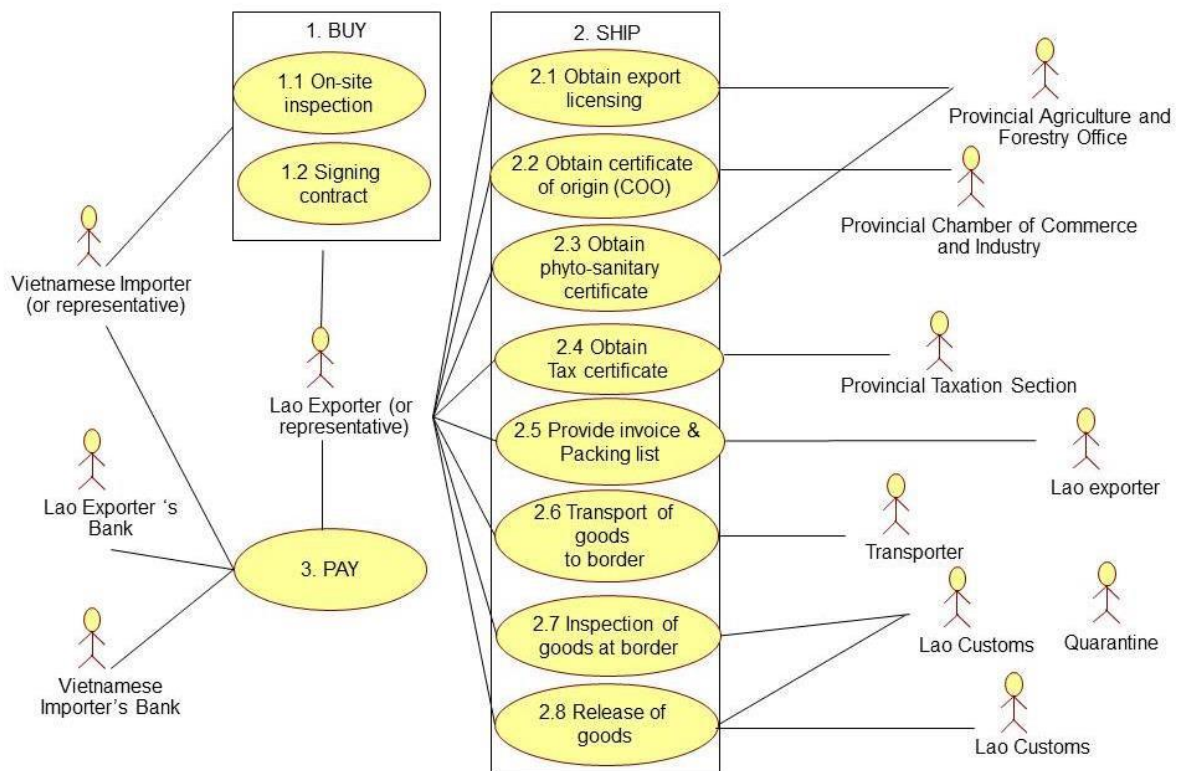 1. BUY
1.1 On-site
inspection
1.2 Signing
contract
Vietnamese Importer
(or representative)
Lao Exporter (or
representative)
Lao Exporter ‘s
Bank
3. PAY
Vietnamese
Importer’s Bank
2. SHIP
2.1 Obtain export
licensing
2.2 Obtain certificate
of origin (COO)
2.3 Obtain
phyto-sanitary
certificate
2.4 Obtain
Tax certificate
2.5 Provide invoice &
Packing list
2.6 Transport of
goods
to border
2.7 Inspection of
goods at border
2.8 Release of
goods
Provincial Agriculture and
Forestry Office
Provincial Chamber of Commerce
and Industry
Provincial Taxation Section
Lao exporter
Transporter
Lao Customs
Quarantine
Lao Customs